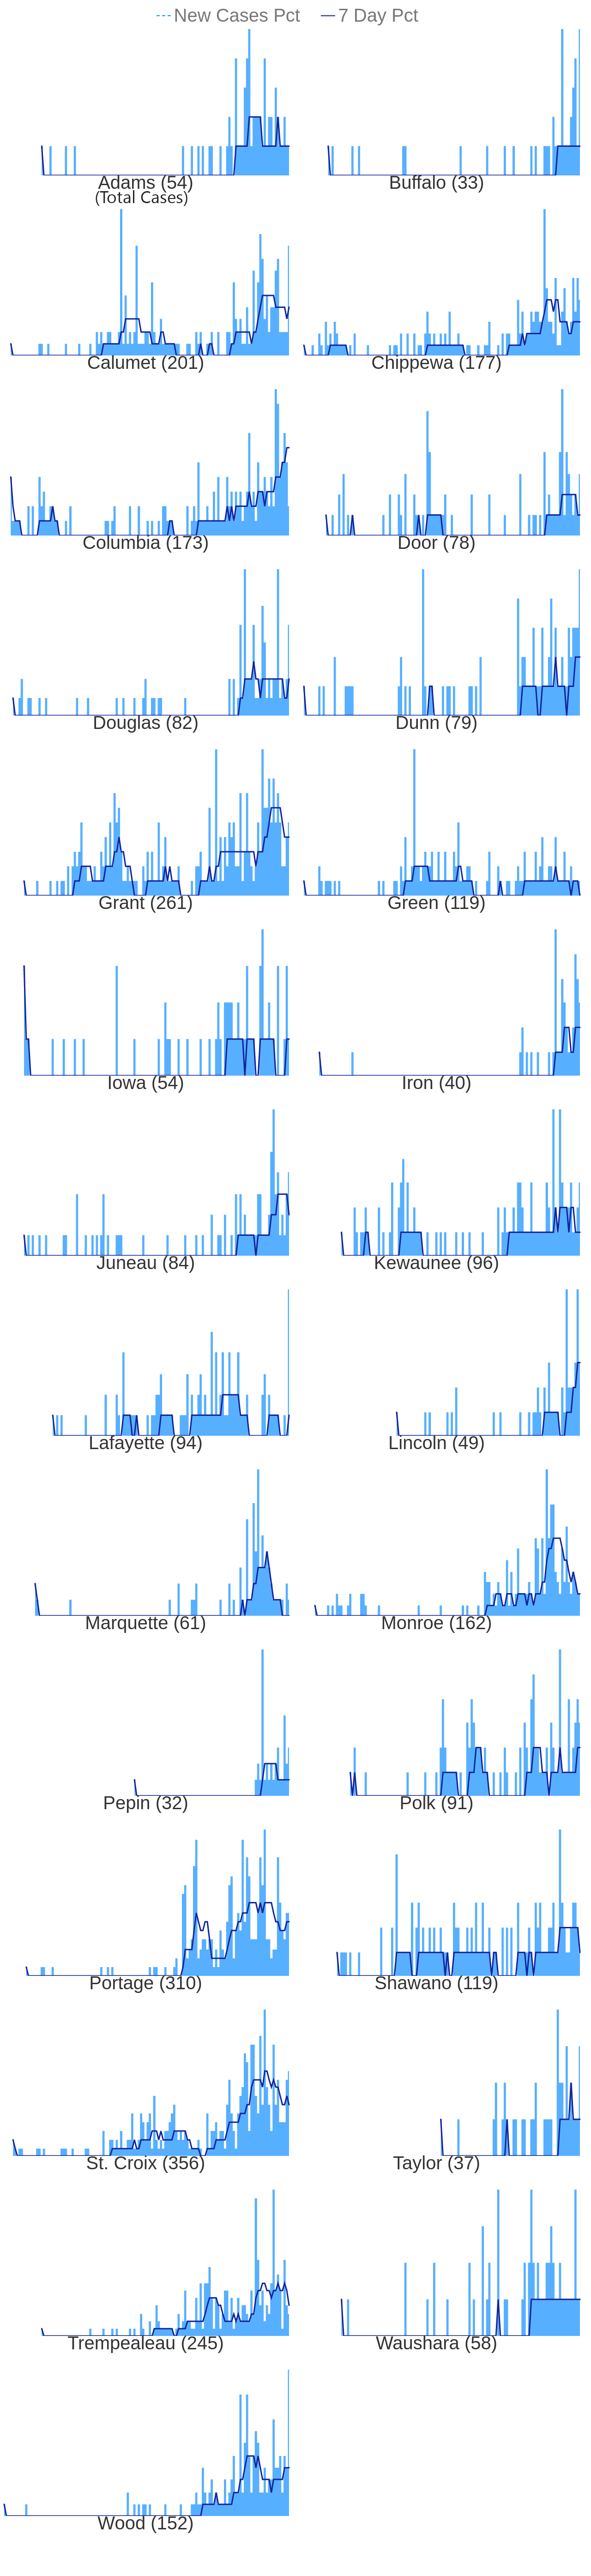 New Cases Pct 7 Day Pct
Adams (54) Buffalo (33)
(Total Cases)
Calumet (201) Chippewa (177)
Columbia (173) Door (78)
Douglas (82) Dunn (79)
Grant (261) Green (119)
Iowa (54) Iron (40)
Juneau (84) Kewaunee (96)
Lafayette (94) Lincoln (49)
Marquette (61) Monroe (162)
Pepin (32) Polk (91)
Portage (310) Shawano (119)
St. Croix (356) Taylor (37)
Trempealeau (245) Waushara (58)
Wood (152)